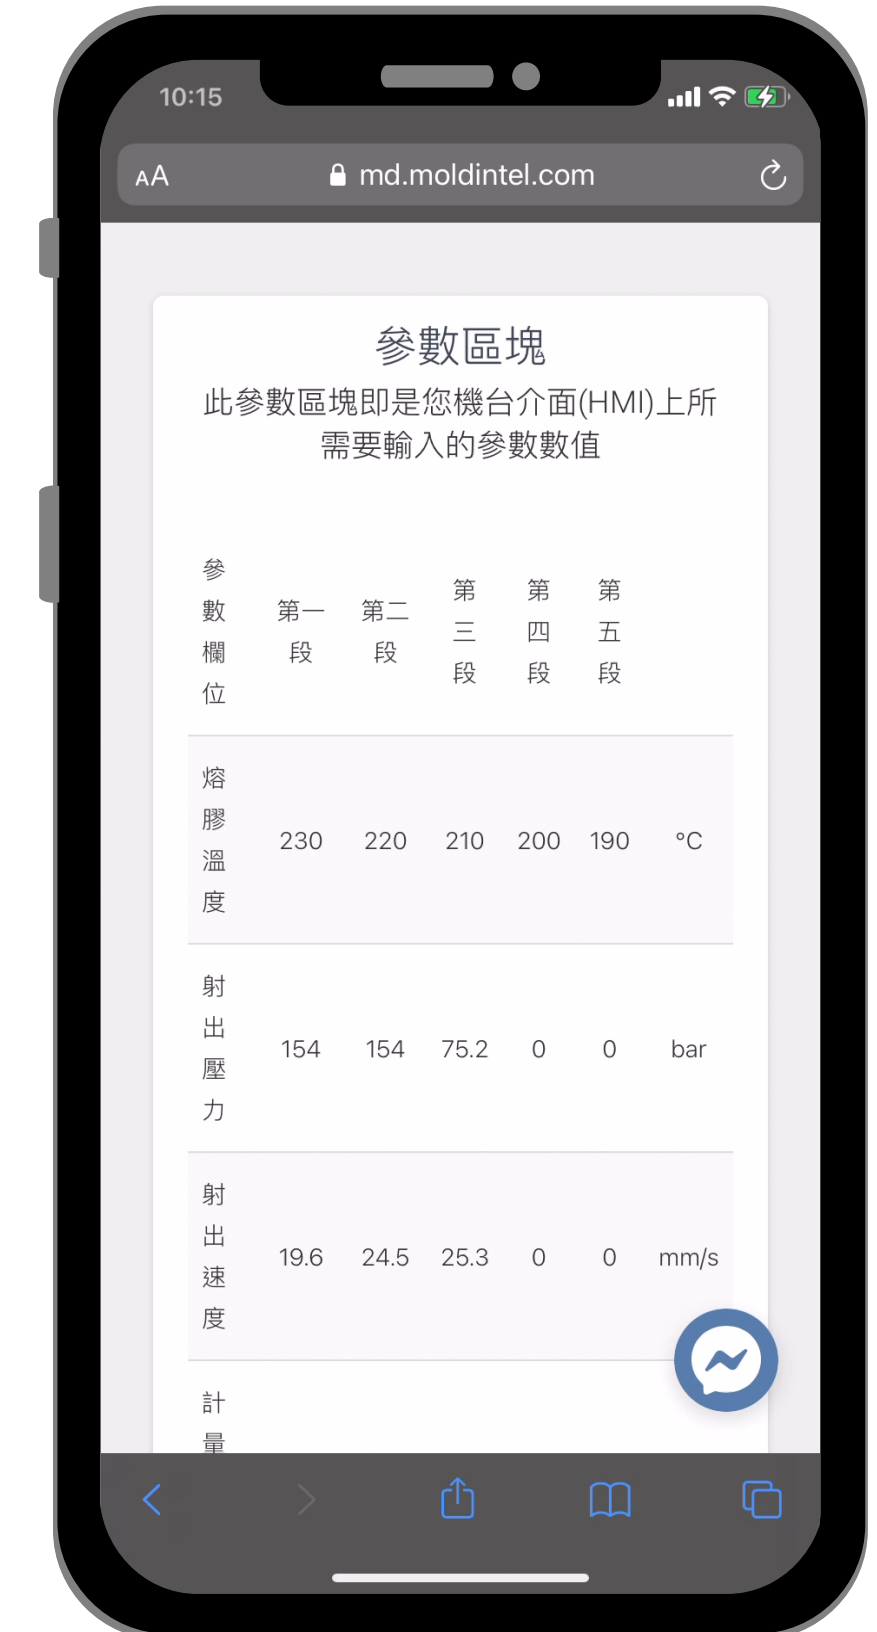 10:15
AA md.moldintel.com
參數區塊
此參數區塊即是您機台介面(HMI)上所
需要輸入的參數數值
參數欄位 第一段 第二段 第三段 第四段 第五段
熔膠溫度 230 220 210 200 190 °C
射出壓力 154 154 75.2 0 0 bar
射出速度 19.6 24.5 25.3 0 0 mm/s
計量